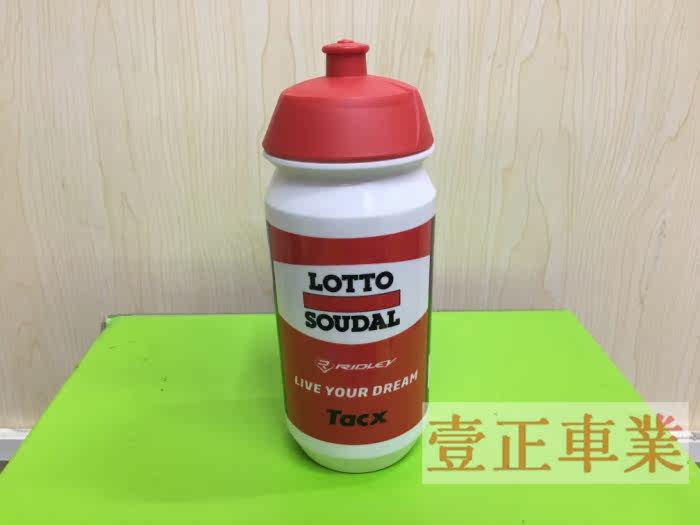 LOTTO
SOUDAL
RIDLEY
LIVE YOUR DREAM
Tacx
壹正車業